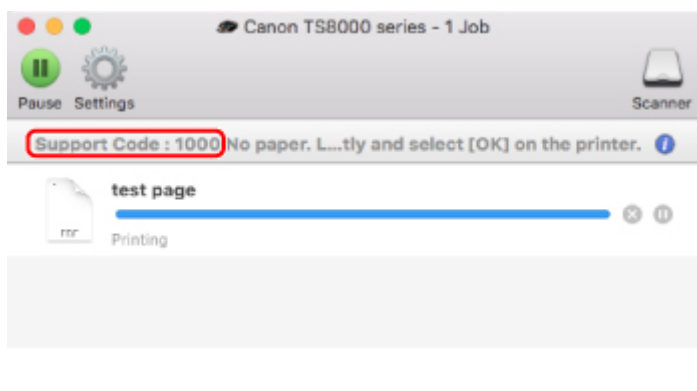 Canon TS8000 series - 1 Job
Pause Settings Scanner
Support Code : 1000 No paper. L...tly and select [OK] on the printer.
test page
Printing